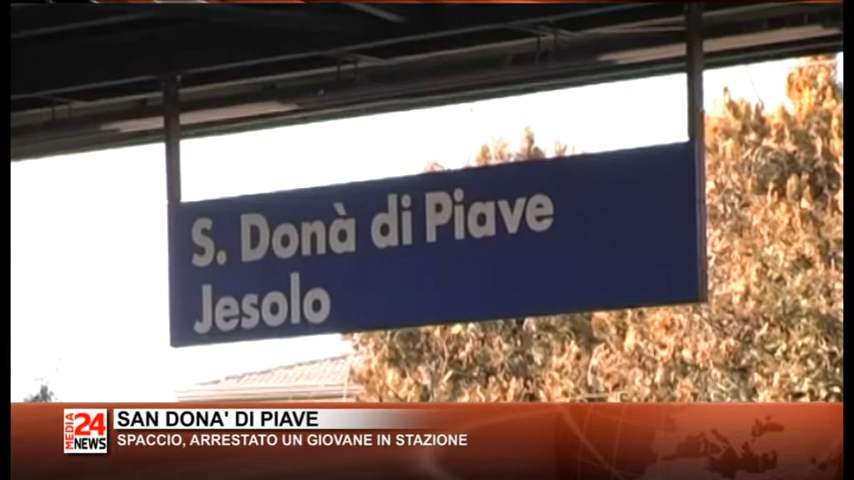 S. Donà di Piave
Jesolo
MEDIA
24
NEWS
SAN DONA' DI PIAVE
SPACCIO, ARRESTATO UN GIOVANE IN STAZIONE